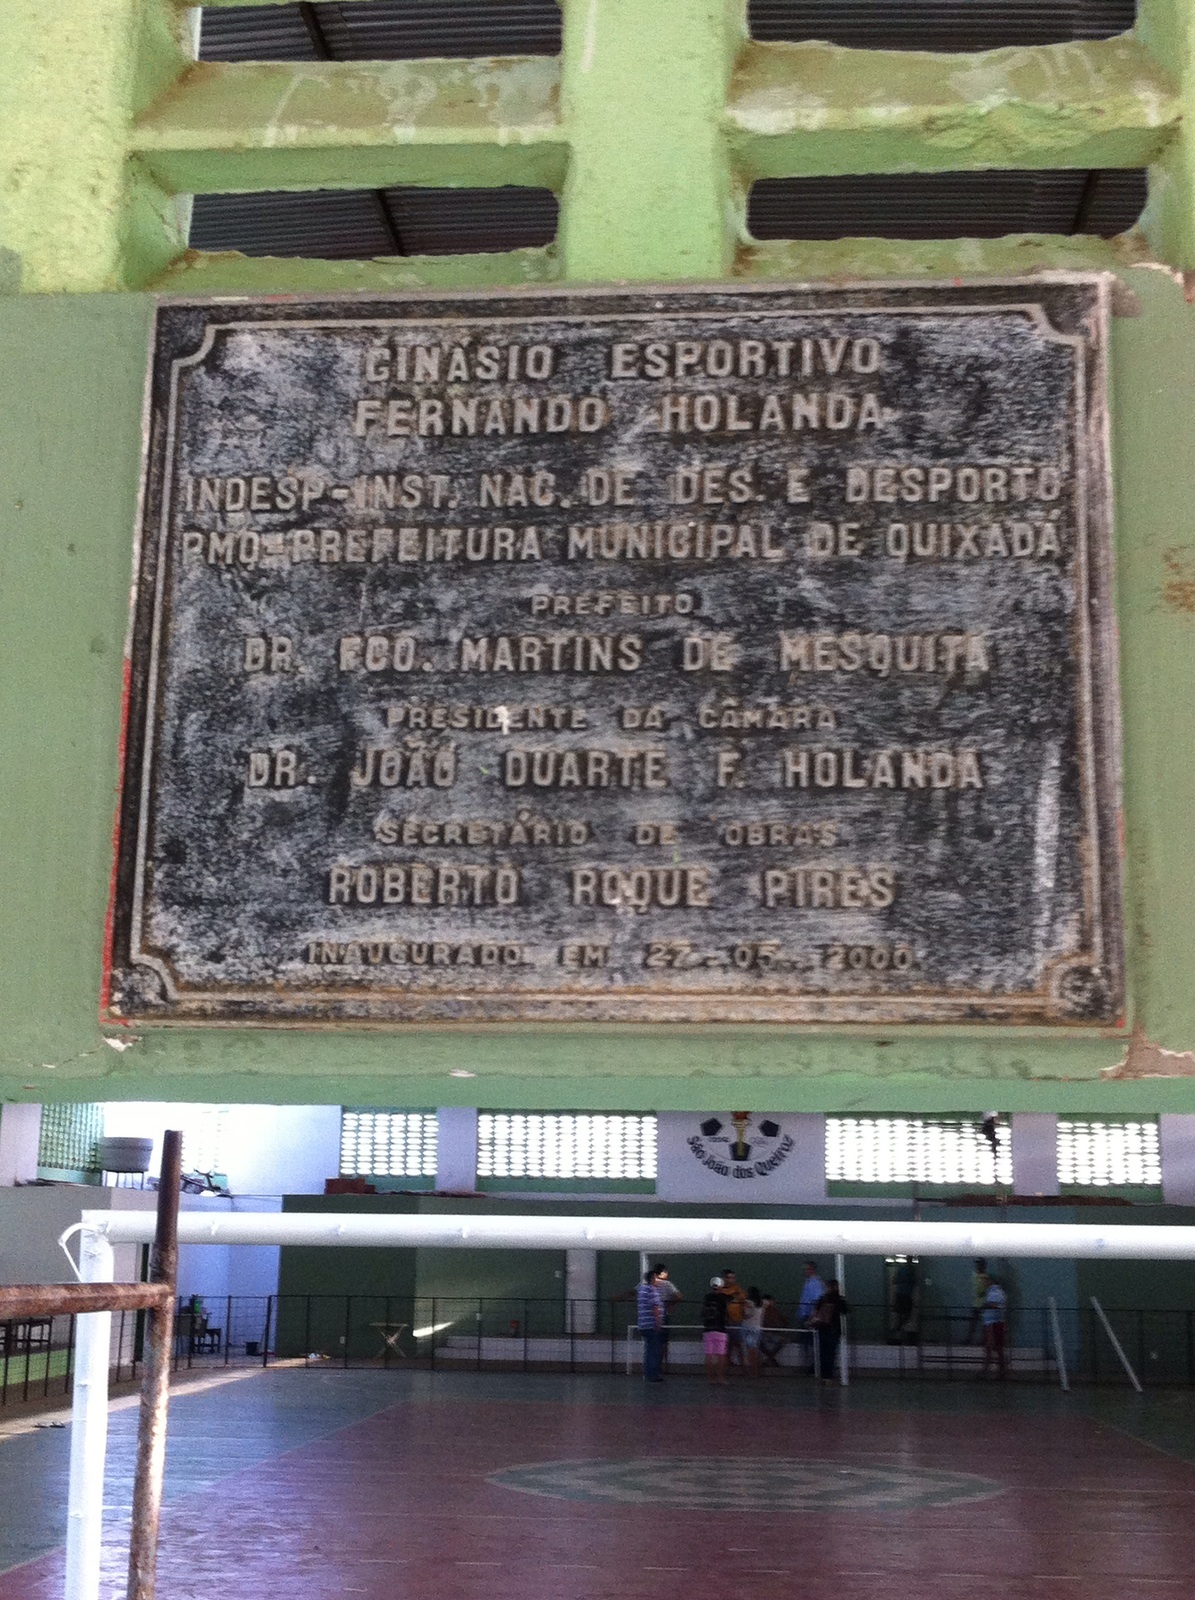 GINÁSIO ESPORTIVO
FERNANDO HOLANDA
INDESP-INST. NAC. DE DES. E DESPORTO
PMQ-PREFEITURA MUNICIPAL DE QUIXADÁ
PREFEITO
DR. FCO. MARTINS DE MESQUITA
PRESIDENTE DA CÂMARA
DR. JOÃO DUARTE F. HOLANDA
SECRETÁRIO DE OBRAS
ROBERTO ROQUE PIRES
INAUGURADO EM 27.05.2000
São João dos Queiroz